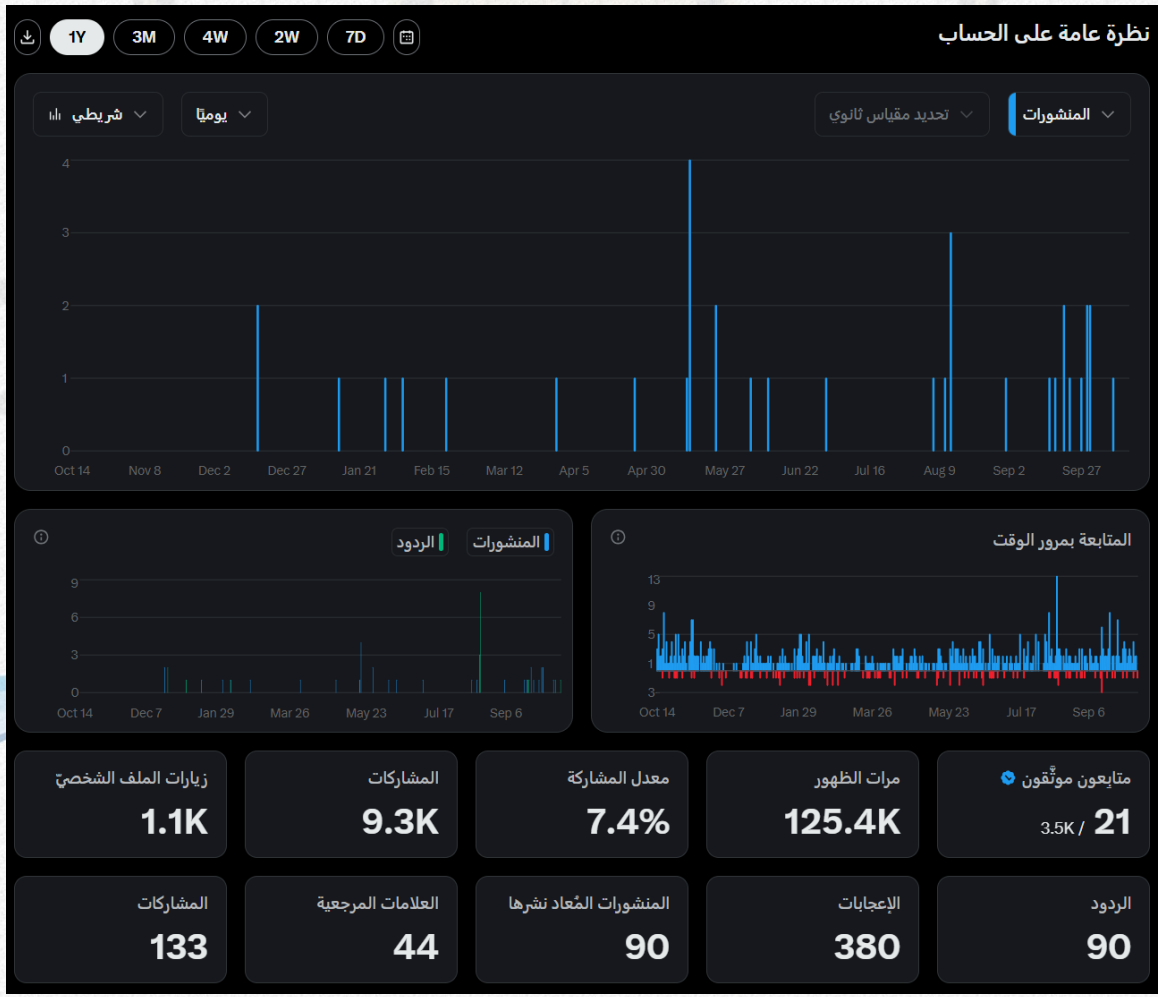 نظرة عامة على الحساب
1Y 3M 4W 2W 7D
المنشورات
تحديد مقياس ثانوي
يوميًا
شريطي
4
3
2
1
0
Oct 14 Nov 8 Dec 2 Dec 27 Jan 21 Feb 15 Mar 12 Apr 5 Apr 30 May 27 Jun 22 Jul 16 Aug 9 Sep 2 Sep 27
المتابعة بمرور الوقت
13
9
5
1
3-
Oct 14 Dec 7 Jan 29 Mar 26 May 23 Jul 17 Sep 6
المنشورات
الردود
9
6
3
0
Oct 14 Dec 7 Jan 29 Mar 26 May 23 Jul 17 Sep 6
متابِعون موثَّقون
21 / 3.5K
مرات الظهور
125.4K
معدل المشاركة
7.4%
المشاركات
9.3K
زيارات الملف الشخصيّ
1.1K
الردود
90
الإعجابات
380
المنشورات المُعاد نشرها
90
العلامات المرجعية
44
المشاركات
133